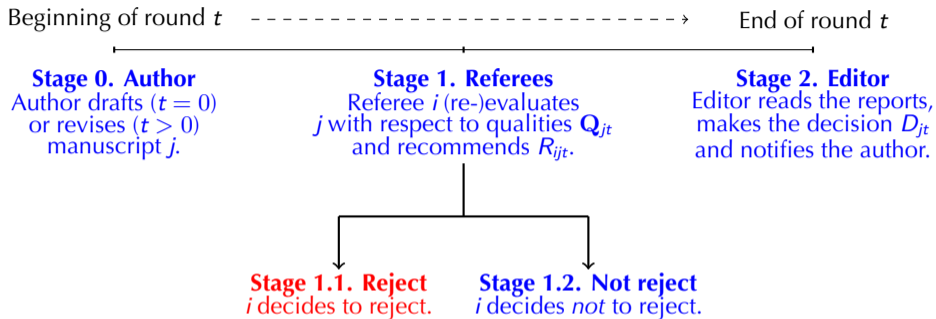 Beginning of round t
End of round t
Stage 0. Author
Author drafts (t = 0)
or revises (t > 0)
manuscript j.
Stage 1. Referees
Referee i (re-)evaluates
j with respect to qualities Q_jt
and recommends R_ijt.
Stage 2. Editor
Editor reads the reports,
makes the decision D_jt
and notifies the author.
Stage 1.1. Reject
i decides to reject.
Stage 1.2. Not reject
i decides not to reject.